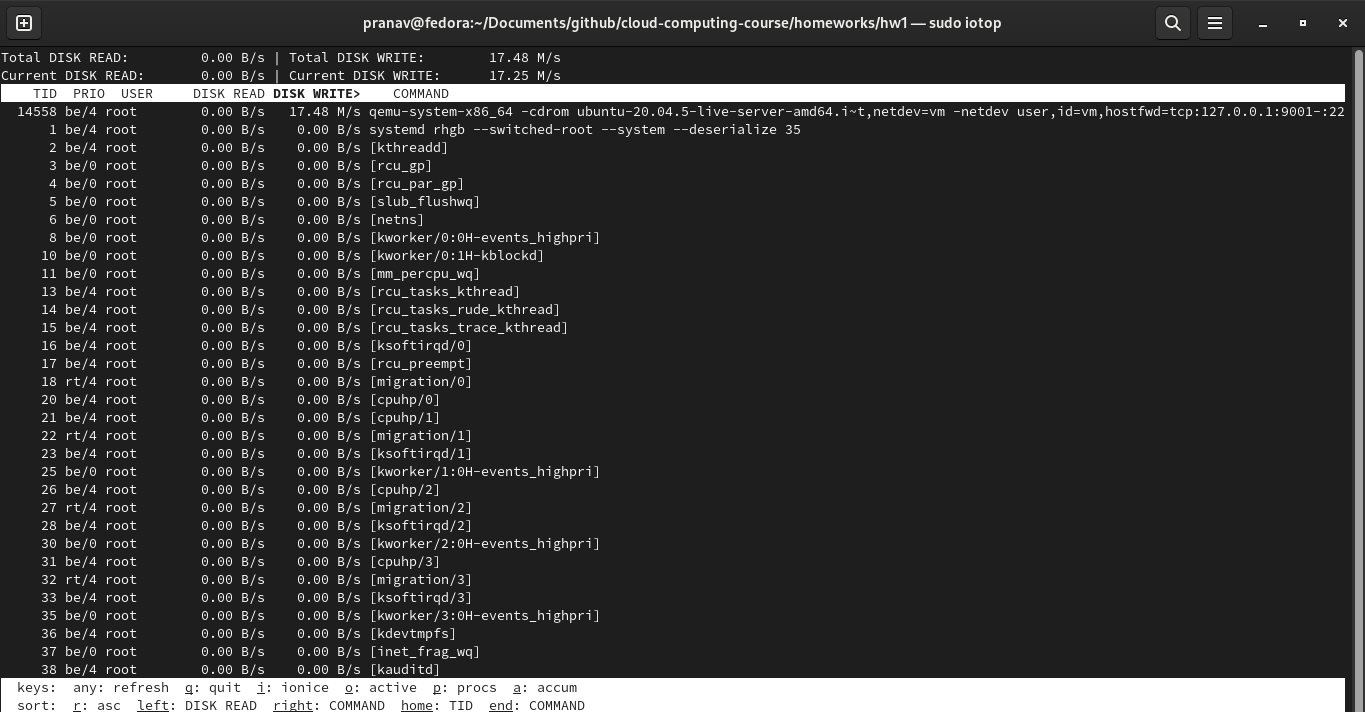 pranav@fedora:~/Documents/github/cloud-computing-course/homeworks/hw1 — sudo iotop
Total DISK READ:         0.00 B/s | Total DISK WRITE:        17.48 M/s
Current DISK READ:       0.00 B/s | Current DISK WRITE:      17.25 M/s
    TID  PRIO  USER     DISK READ DISK WRITE>    COMMAND
  14558 be/4 root        0.00 B/s   17.48 M/s qemu-system-x86_64 -cdrom ubuntu-20.04.5-live-server-amd64.i~t,netdev=vm -netdev user,id=vm,hostfwd=tcp:127.0.0.1:9001-:22
      1 be/4 root        0.00 B/s    0.00 B/s systemd rhgb --switched-root --system --deserialize 35
      2 be/4 root        0.00 B/s    0.00 B/s [kthreadd]
      3 be/0 root        0.00 B/s    0.00 B/s [rcu_gp]
      4 be/0 root        0.00 B/s    0.00 B/s [rcu_par_gp]
      5 be/0 root        0.00 B/s    0.00 B/s [slub_flushwq]
      6 be/0 root        0.00 B/s    0.00 B/s [netns]
      8 be/0 root        0.00 B/s    0.00 B/s [kworker/0:0H-events_highpri]
     10 be/0 root        0.00 B/s    0.00 B/s [kworker/0:1H-kblockd]
     11 be/0 root        0.00 B/s    0.00 B/s [mm_percpu_wq]
     13 be/4 root        0.00 B/s    0.00 B/s [rcu_tasks_kthread]
     14 be/4 root        0.00 B/s    0.00 B/s [rcu_tasks_rude_kthread]
     15 be/4 root        0.00 B/s    0.00 B/s [rcu_tasks_trace_kthread]
     16 be/4 root        0.00 B/s    0.00 B/s [ksoftirqd/0]
     17 be/4 root        0.00 B/s    0.00 B/s [rcu_preempt]
     18 rt/4 root        0.00 B/s    0.00 B/s [migration/0]
     20 be/4 root        0.00 B/s    0.00 B/s [cpuhp/0]
     21 be/4 root        0.00 B/s    0.00 B/s [cpuhp/1]
     22 rt/4 root        0.00 B/s    0.00 B/s [migration/1]
     23 be/4 root        0.00 B/s    0.00 B/s [ksoftirqd/1]
     25 be/0 root        0.00 B/s    0.00 B/s [kworker/1:0H-events_highpri]
     26 be/4 root        0.00 B/s    0.00 B/s [cpuhp/2]
     27 rt/4 root        0.00 B/s    0.00 B/s [migration/2]
     28 be/4 root        0.00 B/s    0.00 B/s [ksoftirqd/2]
     30 be/0 root        0.00 B/s    0.00 B/s [kworker/2:0H-events_highpri]
     31 be/4 root        0.00 B/s    0.00 B/s [cpuhp/3]
     32 rt/4 root        0.00 B/s    0.00 B/s [migration/3]
     33 be/4 root        0.00 B/s    0.00 B/s [ksoftirqd/3]
     35 be/0 root        0.00 B/s    0.00 B/s [kworker/3:0H-events_highpri]
     36 be/4 root        0.00 B/s    0.00 B/s [kdevtmpfs]
     37 be/0 root        0.00 B/s    0.00 B/s [inet_frag_wq]
     38 be/4 root        0.00 B/s    0.00 B/s [kauditd]
  keys:  any: refresh  q: quit  i: ionice  o: active  p: procs  a: accum
  sort:  r: asc  left: DISK READ  right: COMMAND  home: TID  end: COMMAND